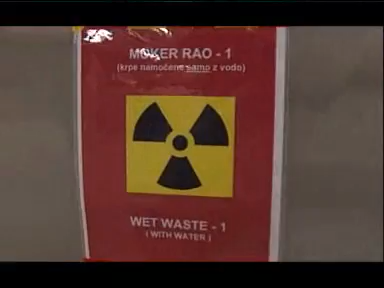 MOKER RAO - 1
(krpe namočene samo z vodo)
WET WASTE - 1
( WITH WATER )